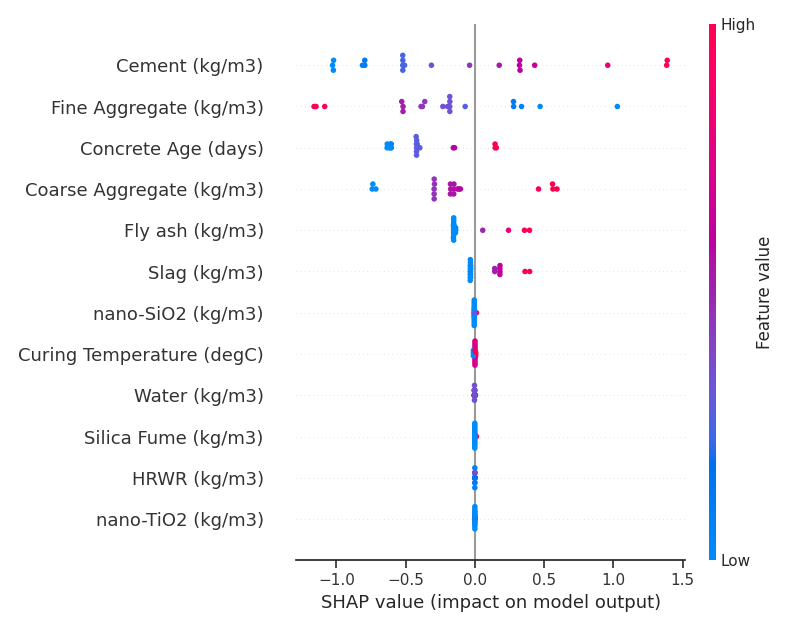 High
Cement (kg/m3)
Fine Aggregate (kg/m3)
Concrete Age (days)
Coarse Aggregate (kg/m3)
Fly ash (kg/m3)
Slag (kg/m3)
nano-SiO2 (kg/m3)
Curing Temperature (degC)
Water (kg/m3)
Silica Fume (kg/m3)
HRWR (kg/m3)
nano-TiO2 (kg/m3)
Feature value
Low
−1.0 −0.5 0.0 0.5 1.0 1.5
SHAP value (impact on model output)